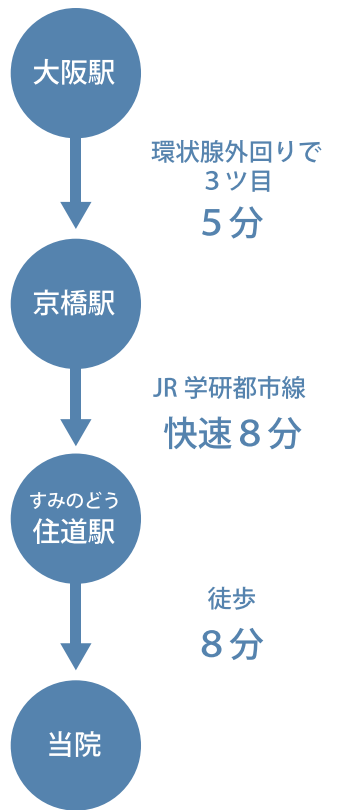 大阪駅
環状腺外回りで
３ツ目
５分
京橋駅
JR 学研都市線
快速８分
すみのどう
住道駅
徒歩
８分
当院